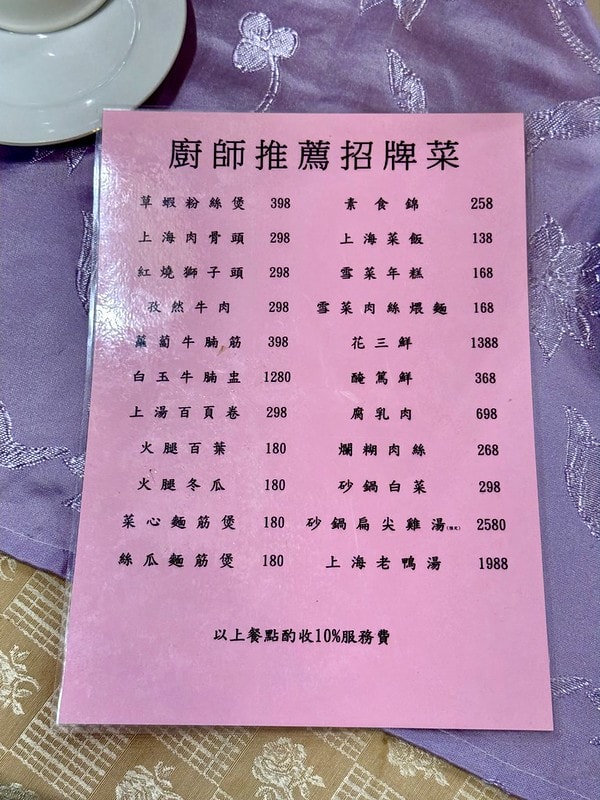 廚師推薦招牌菜
草蝦粉絲煲 398 素食錦 258
上海肉骨頭 298 上海菜飯 138
紅燒獅子頭 298 雪菜年糕 168
孜然牛肉 298 雪菜肉絲煨麵 168
蘿蔔牛腩筋 398 花三鮮 1388
白玉牛腩盅 1280 醃篤鮮 368
上湯百頁卷 298 腐乳肉 698
火腿百葉 180 爛糊肉絲 268
火腿冬瓜 180 砂鍋白菜 298
菜心麵筋煲 180 砂鍋扁尖雞湯 2580
絲瓜麵筋煲 180 上海老鴨湯 1988
以上餐點酌收10%服務費